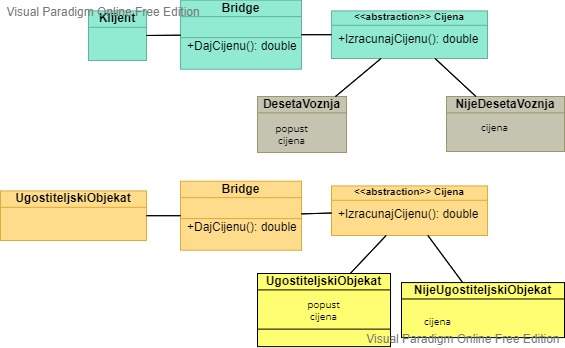 Visual Paradigm Online Free Edition
Klijent
Bridge
+DajCijenu(): double
<<abstraction>> Cijena
+IzracunajCijenu(): double
DesetaVoznja
popust
cijena
NijeDesetaVoznja
cijena
UgostiteljskiObjekat
Bridge
+DajCijenu(): double
<<abstraction>> Cijena
+IzracunajCijenu(): double
UgostiteljskiObjekat
popust
cijena
NijeUgostiteljskiObjekat
cijena
Visual Paradigm Online Free Edition